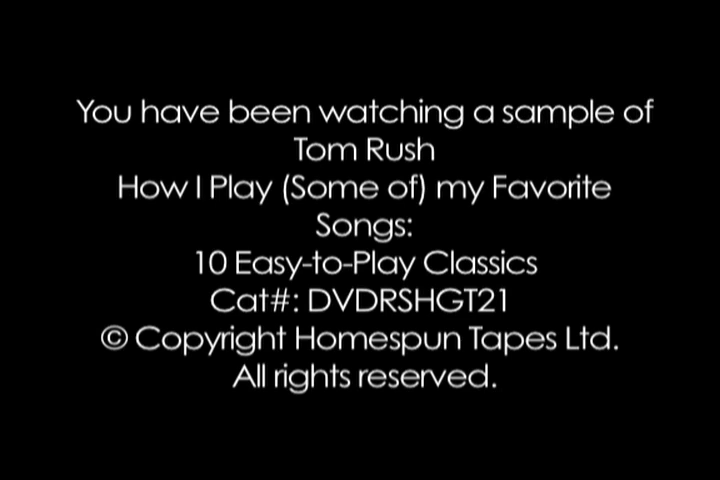 You have been watching a sample of
Tom Rush
How I Play (Some of) my Favorite
Songs:
10 Easy-to-Play Classics
Cat#: DVDRSHGT21
© Copyright Homespun Tapes Ltd.
All rights reserved.